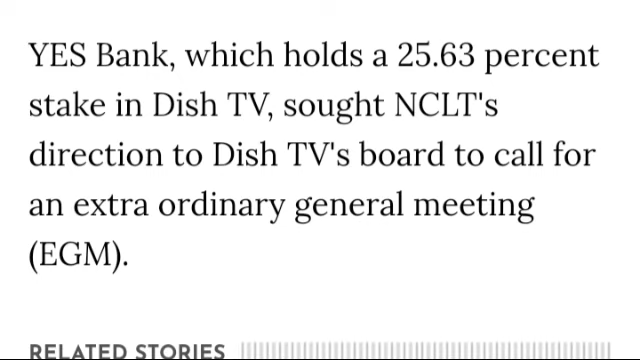 YES Bank, which holds a 25.63 percent
stake in Dish TV, sought NCLT's
direction to Dish TV's board to call for
an extra ordinary general meeting
(EGM).
RELATED STORIES